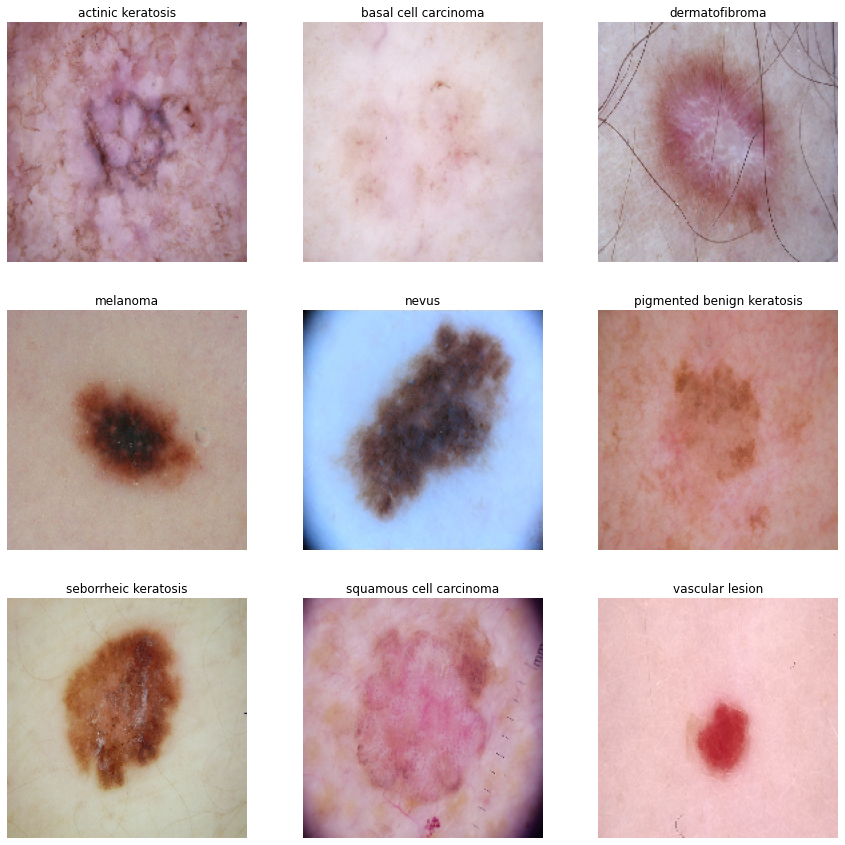 actinic keratosis
basal cell carcinoma
dermatofibroma
melanoma
nevus
pigmented benign keratosis
seborrheic keratosis
squamous cell carcinoma
vascular lesion